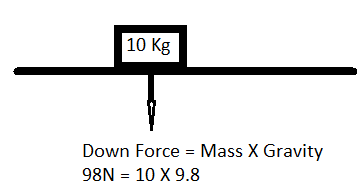 10 Kg
Down Force = Mass X Gravity
98N = 10 X 9.8